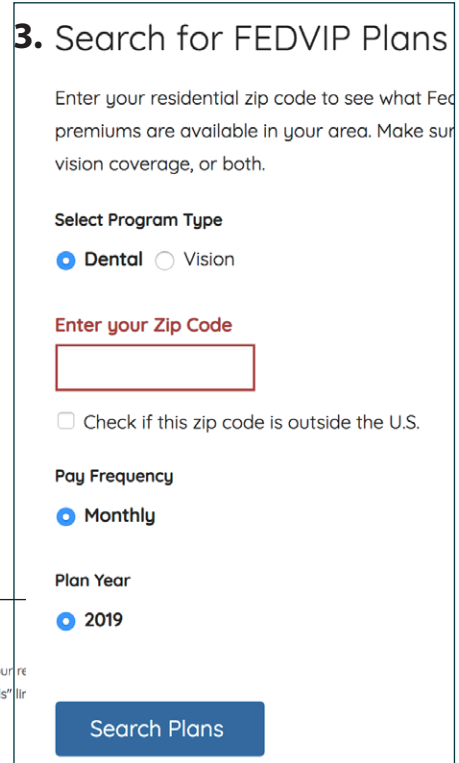 3. Search for FEDVIP Plans
Enter your residential zip code to see what
premiums are available in your area. Make
vision coverage, or both.
Select Program Type
Dental Vision
Enter your Zip Code
Check if this zip code is outside the U.S.
Pay Frequency
Monthly
Plan Year
2019
Search Plans